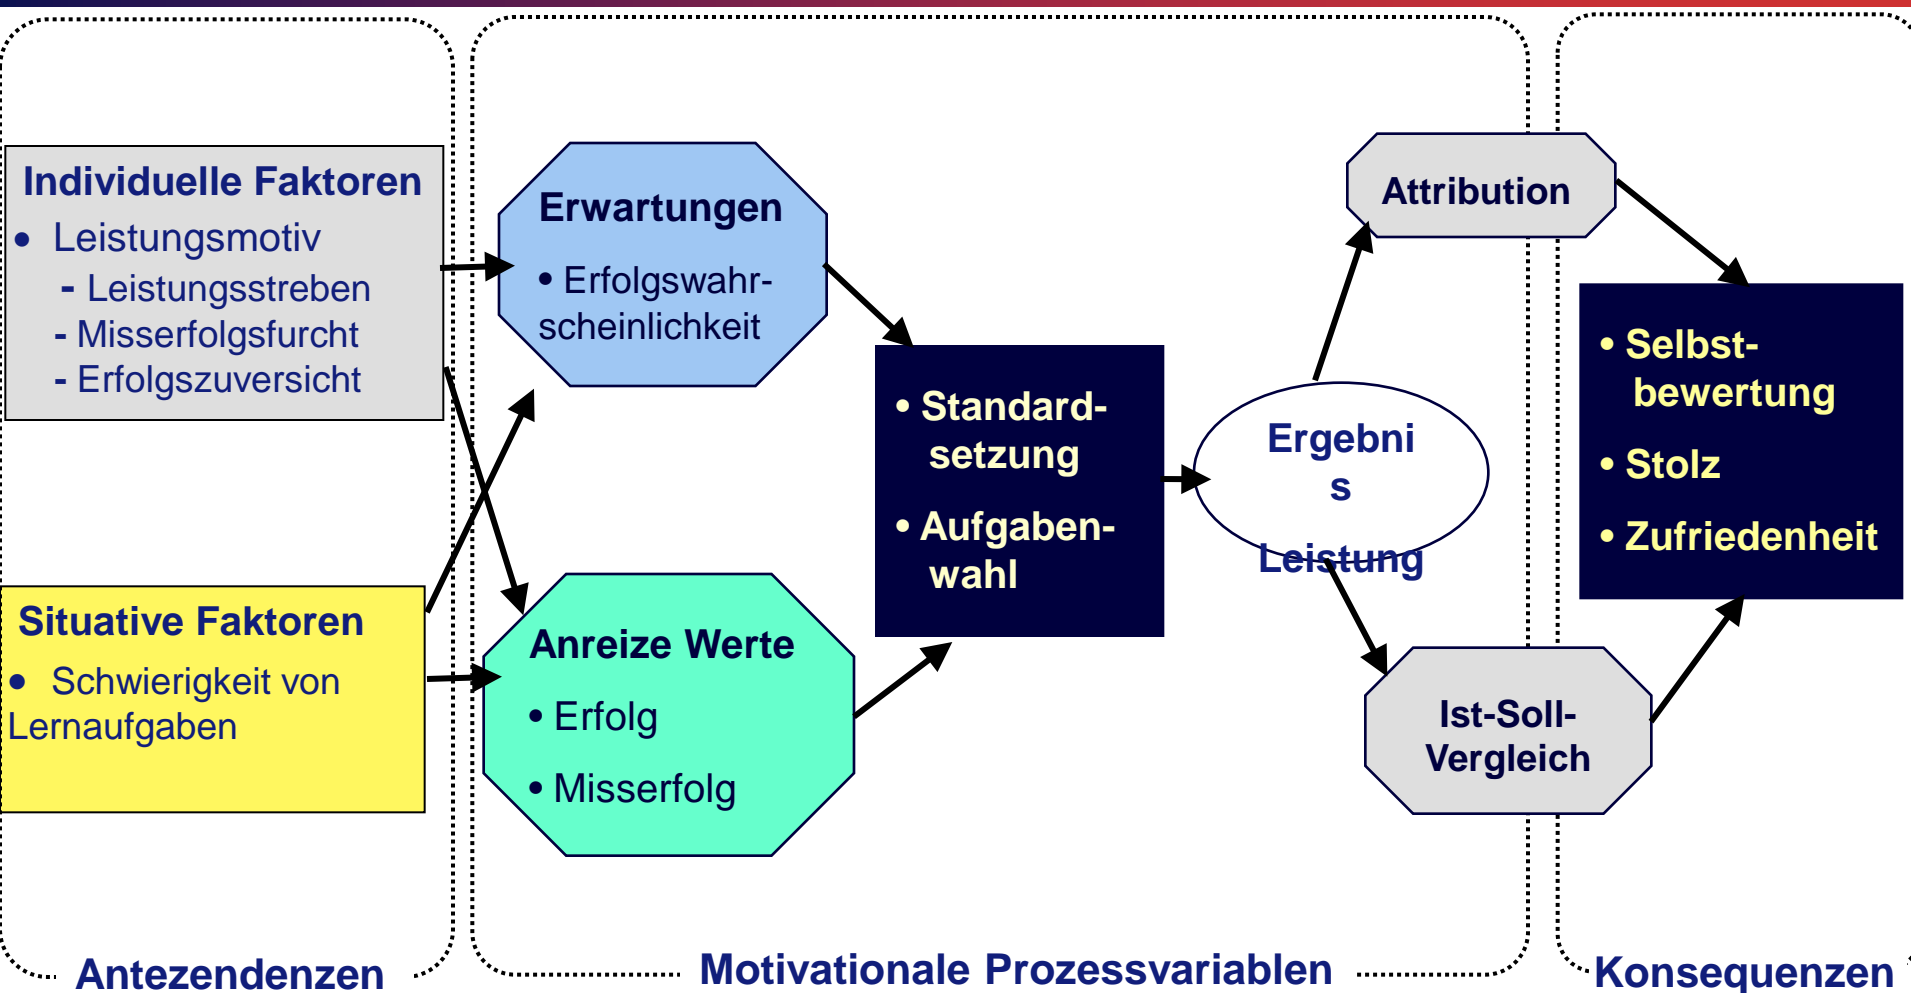 Individuelle Faktoren
• Leistungsmotiv
- Leistungsstreben
- Misserfolgsfurcht
- Erfolgszuversicht
Situative Faktoren
• Schwierigkeit von
Lernaufgaben
Antezendenzen
Erwartungen
• Erfolgswahr-
scheinlichkeit
Anreize Werte
• Erfolg
• Misserfolg
• Standard-
setzung
• Aufgaben-
wahl
Ergebni
s
Leistung
Attribution
Ist-Soll-
Vergleich
Motivationale Prozessvariablen
• Selbst-
bewertung
• Stolz
• Zufriedenheit
Konsequenzen